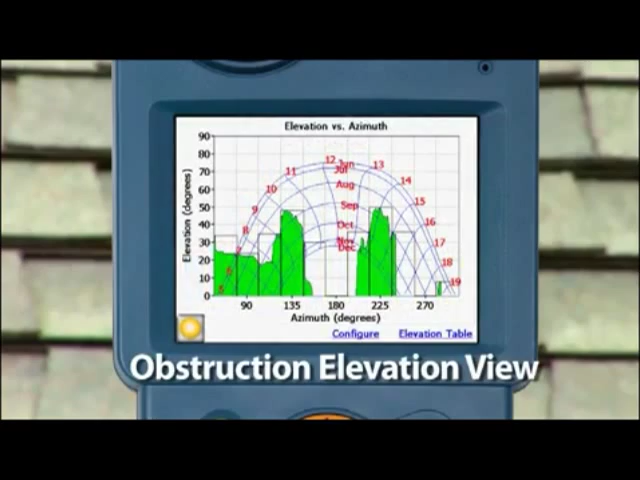 Elevation vs. Azimuth
90
80
70
60
50
40
30
20
10
0
Elevation (degrees)
12 Jun 13
Jul
11
Aug
14
10
15
Sep
9
16
Oct
8
17
Nov
Dec
18
6
19
5
90 135 180 225 270
Azimuth (degrees)
Configure Elevation Table
Obstruction Elevation View